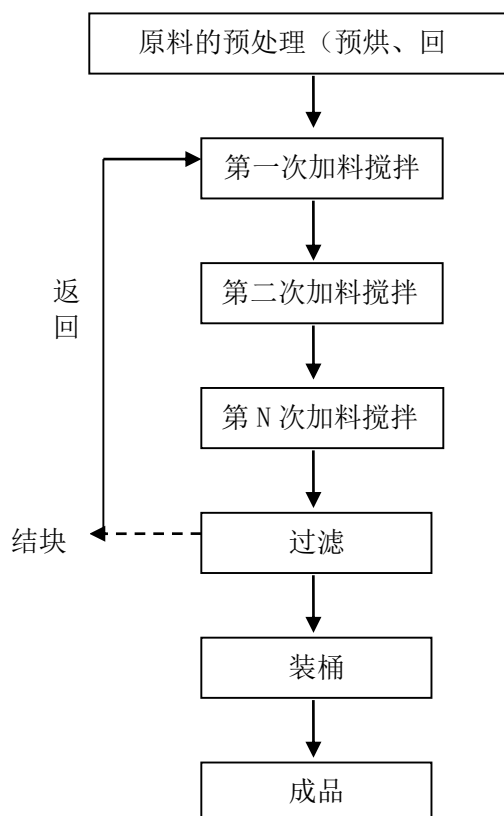 原料的预处理（预烘、回
第一次加料搅拌
第二次加料搅拌
返
回
第 N 次加料搅拌
结块
过滤
装桶
成品